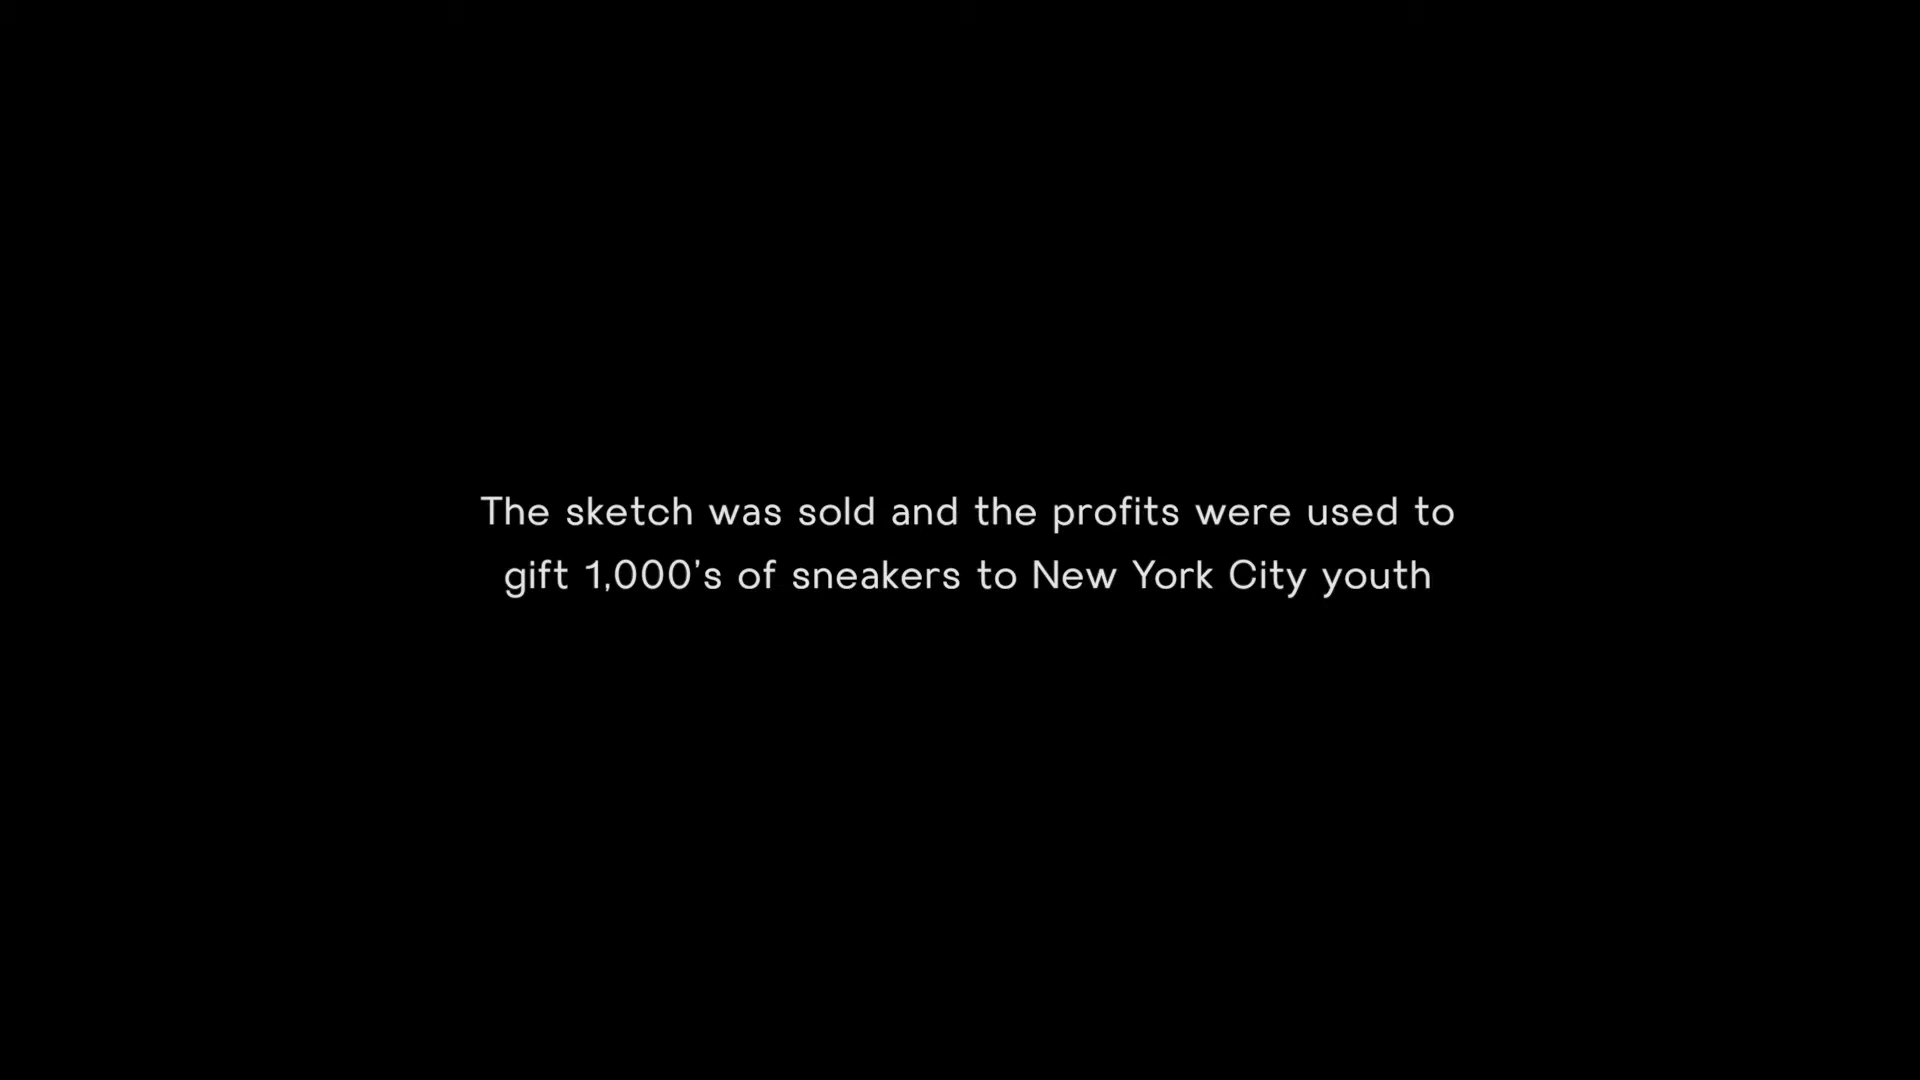 The sketch was sold and the profits were used to
gift 1,000’s of sneakers to New York City youth